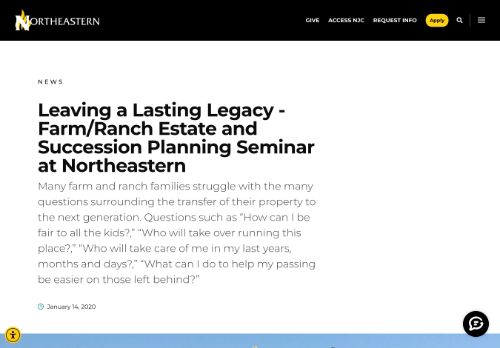 NORTHEASTERN
GIVE ACCESS NJC REQUEST INFO Apply
NEWS
Leaving a Lasting Legacy -
Farm/Ranch Estate and
Succession Planning Seminar
at Northeastern
Many farm and ranch families struggle with the many
questions surrounding the transfer of their property to
the next generation. Questions such as “How can I be
fair to all the kids?,” “Who will take over running this
place?,” “Who will take care of me in my last years,
months and days?,” “What can I do to help my passing
be easier on those left behind?”
January 14, 2020